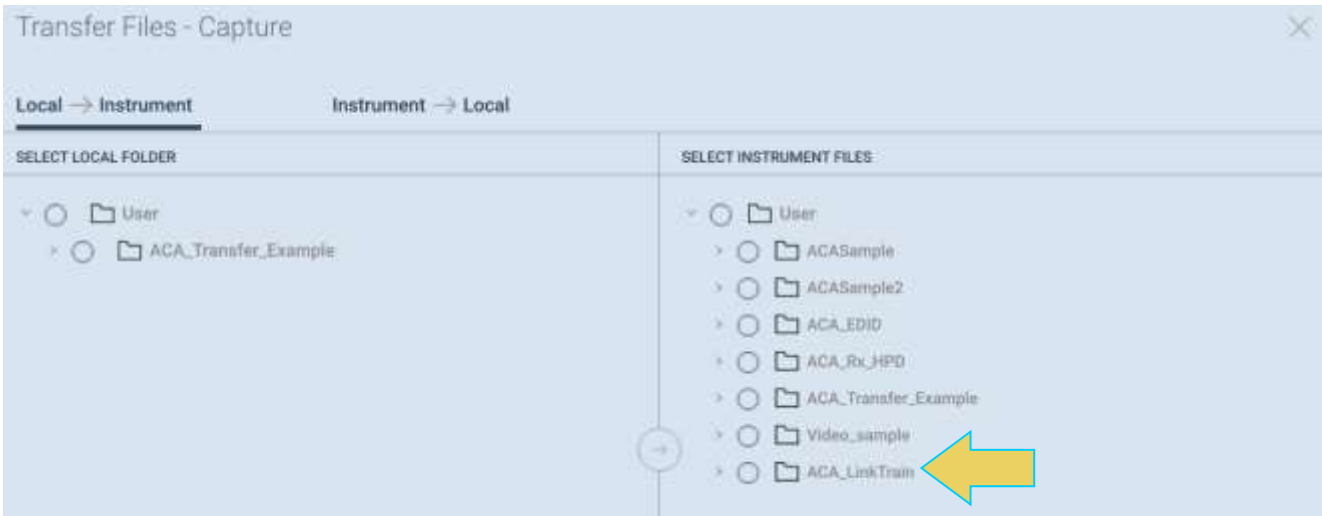 Transfer Files - Capture
Local → Instrument
Instrument → Local
SELECT LOCAL FOLDER
User
ACA_Transfer_Example
SELECT INSTRUMENT FILES
User
ACASample
ACASample2
ACA_EDID
ACA_Rx_HPD
ACA_Transfer_Example
Video_sample
ACA_LinkTrain